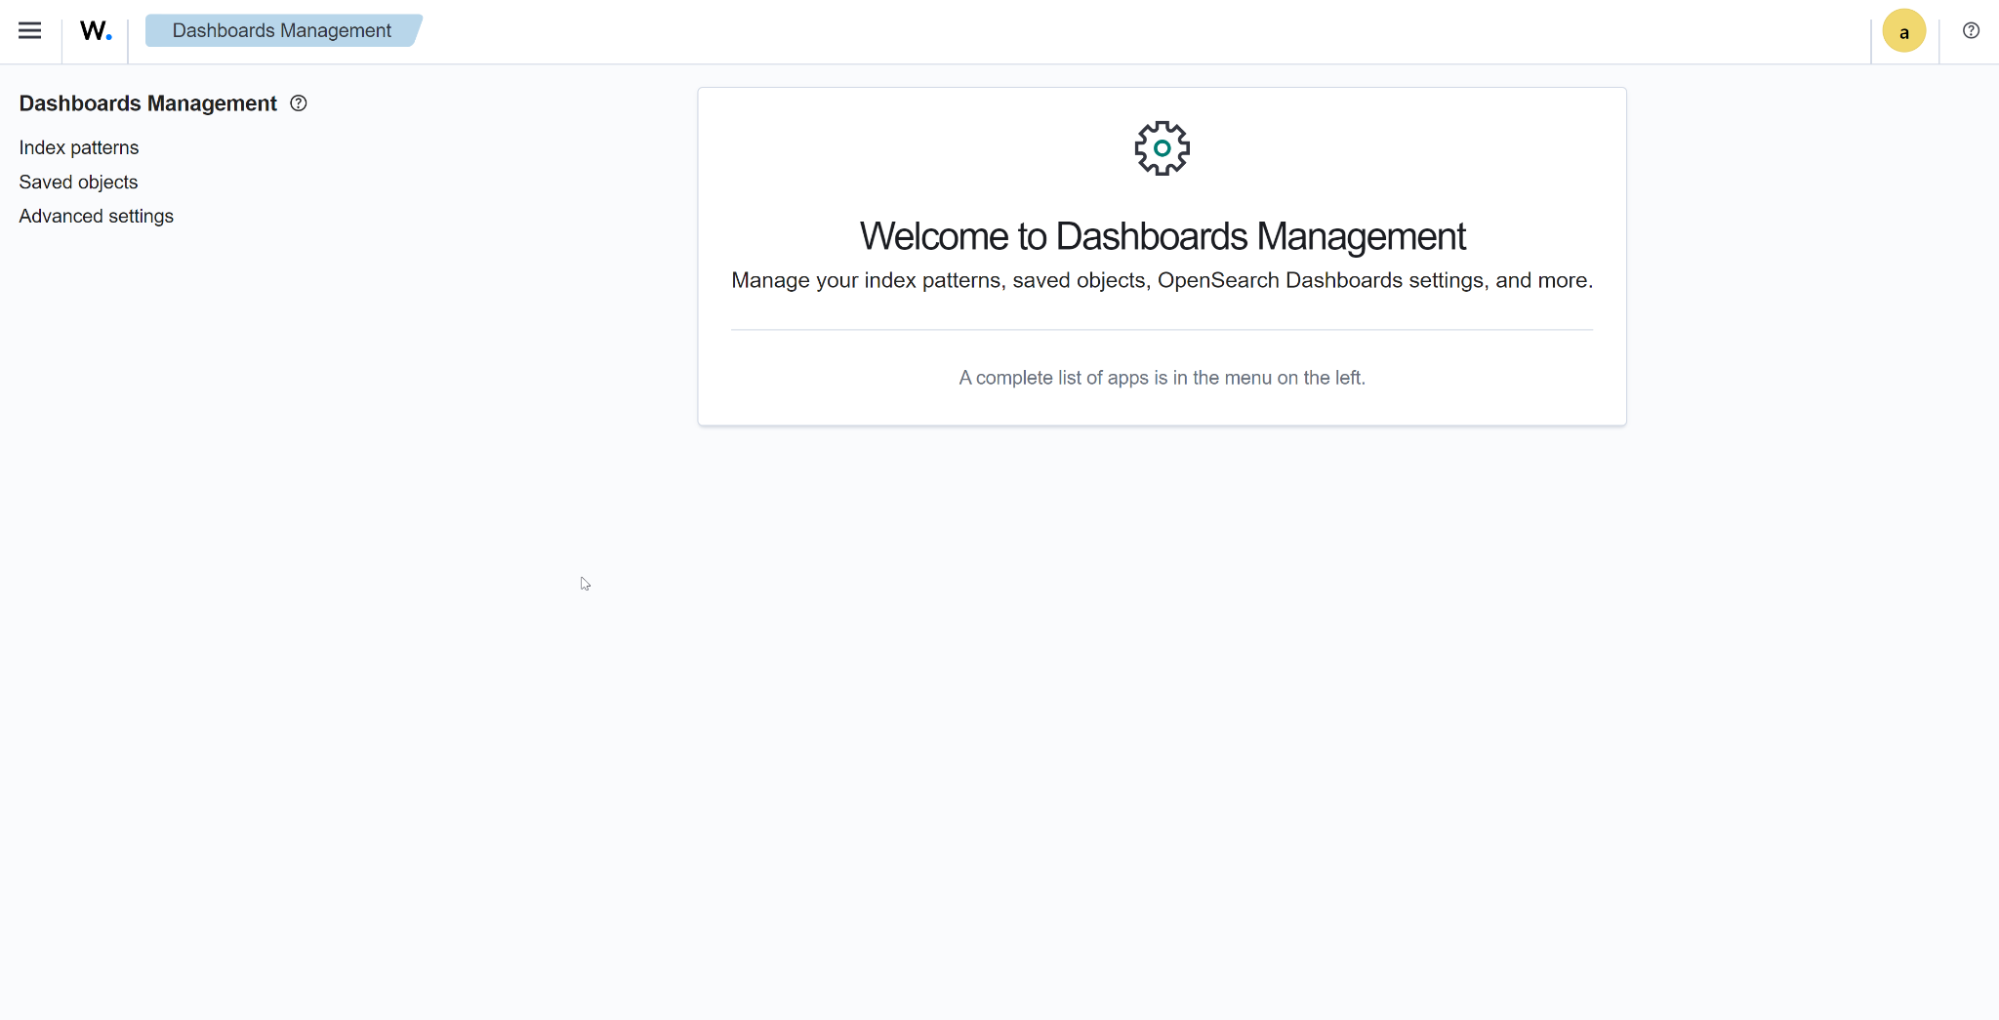 W.
Dashboards Management
a
Dashboards Management
Index patterns
Saved objects
Advanced settings
Welcome to Dashboards Management
Manage your index patterns, saved objects, OpenSearch Dashboards settings, and more.
A complete list of apps is in the menu on the left.